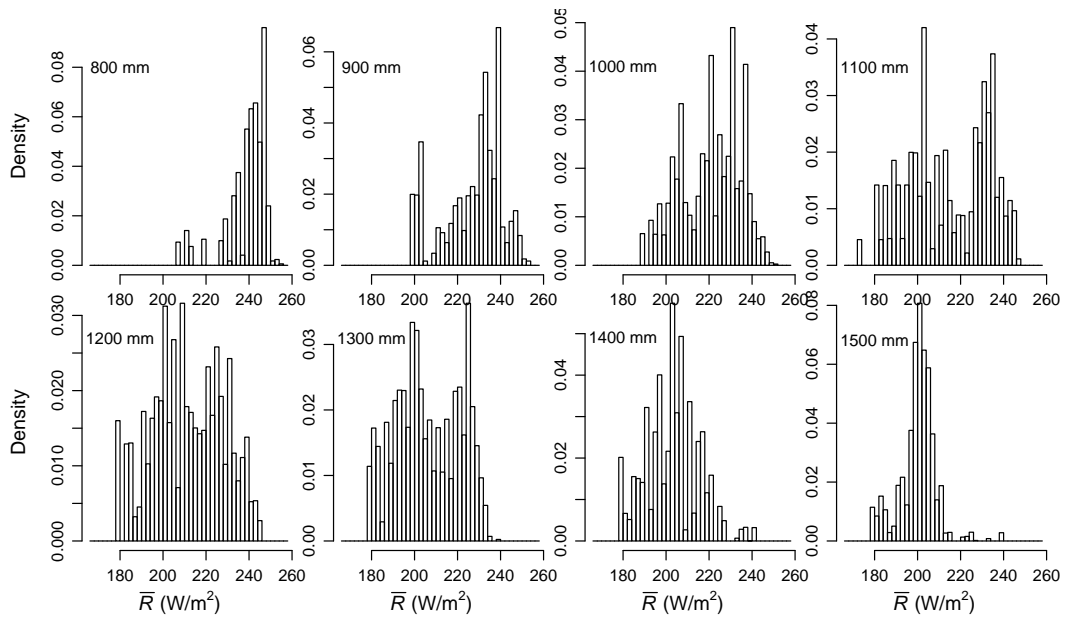 Density
800 mm
0.00 0.02 0.04 0.06 0.08
180 200 220 240 260
900 mm
0.00 0.02 0.04 0.06
180 200 220 240 260
1000 mm
0.00 0.01 0.02 0.03 0.04 0.05
180 200 220 240 260
1100 mm
0.00 0.01 0.02 0.03 0.04
180 200 220 240 260
Density
1200 mm
0.000 0.010 0.020 0.030
180 200 220 240 260
R̅ (W/m²)
1300 mm
0.00 0.01 0.02 0.03
180 200 220 240 260
R̅ (W/m²)
1400 mm
0.00 0.02 0.04
180 200 220 240 260
R̅ (W/m²)
1500 mm
0.00 0.02 0.04 0.06 0.08
180 200 220 240 260
R̅ (W/m²)